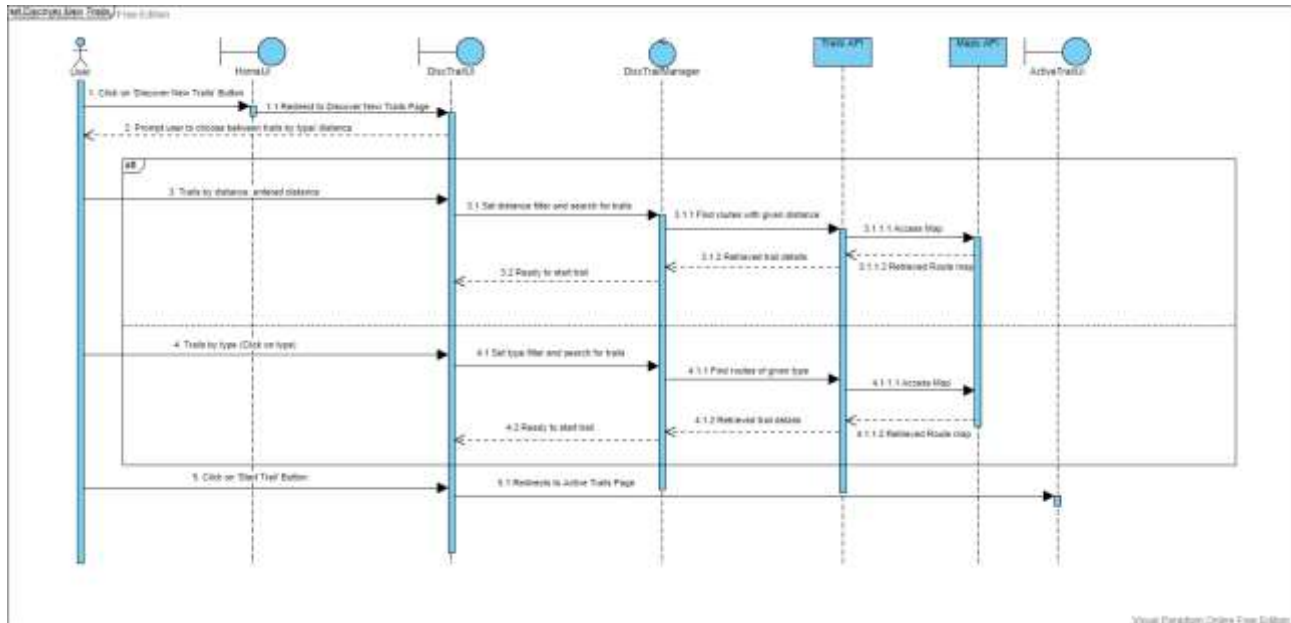 sd Discover New Trails
Free Edition
User
HomeUI
DiscTrailUI
DiscTrailManager
Trails API
Maps API
ActiveTrailUI
1. Click on 'Discover New Trails' Button
1.1 Redirect to Discover New Trails Page
2. Prompt user to choose between trails by type/ distance
alt
3. Trails by distance, entered distance
3.1 Set distance filter and search for trails
3.1.1 Find routes with given distance
3.1.1.1 Access Map
3.1.2 Retrieved trail details
3.1.1.2 Retrieved Route map
3.2 Ready to start trail
4. Trails by type (Click on type)
4.1 Set type filter and search for trails
4.1.1 Find routes of given type
4.1.1.1 Access Map
4.1.2 Retrieved trail details
4.1.1.2 Retrieved Route map
4.2 Ready to start trail
5. Click on 'Start Trail' Button
5.1 Redirects to Active Trails Page
Visual Paradigm Online Free Edition